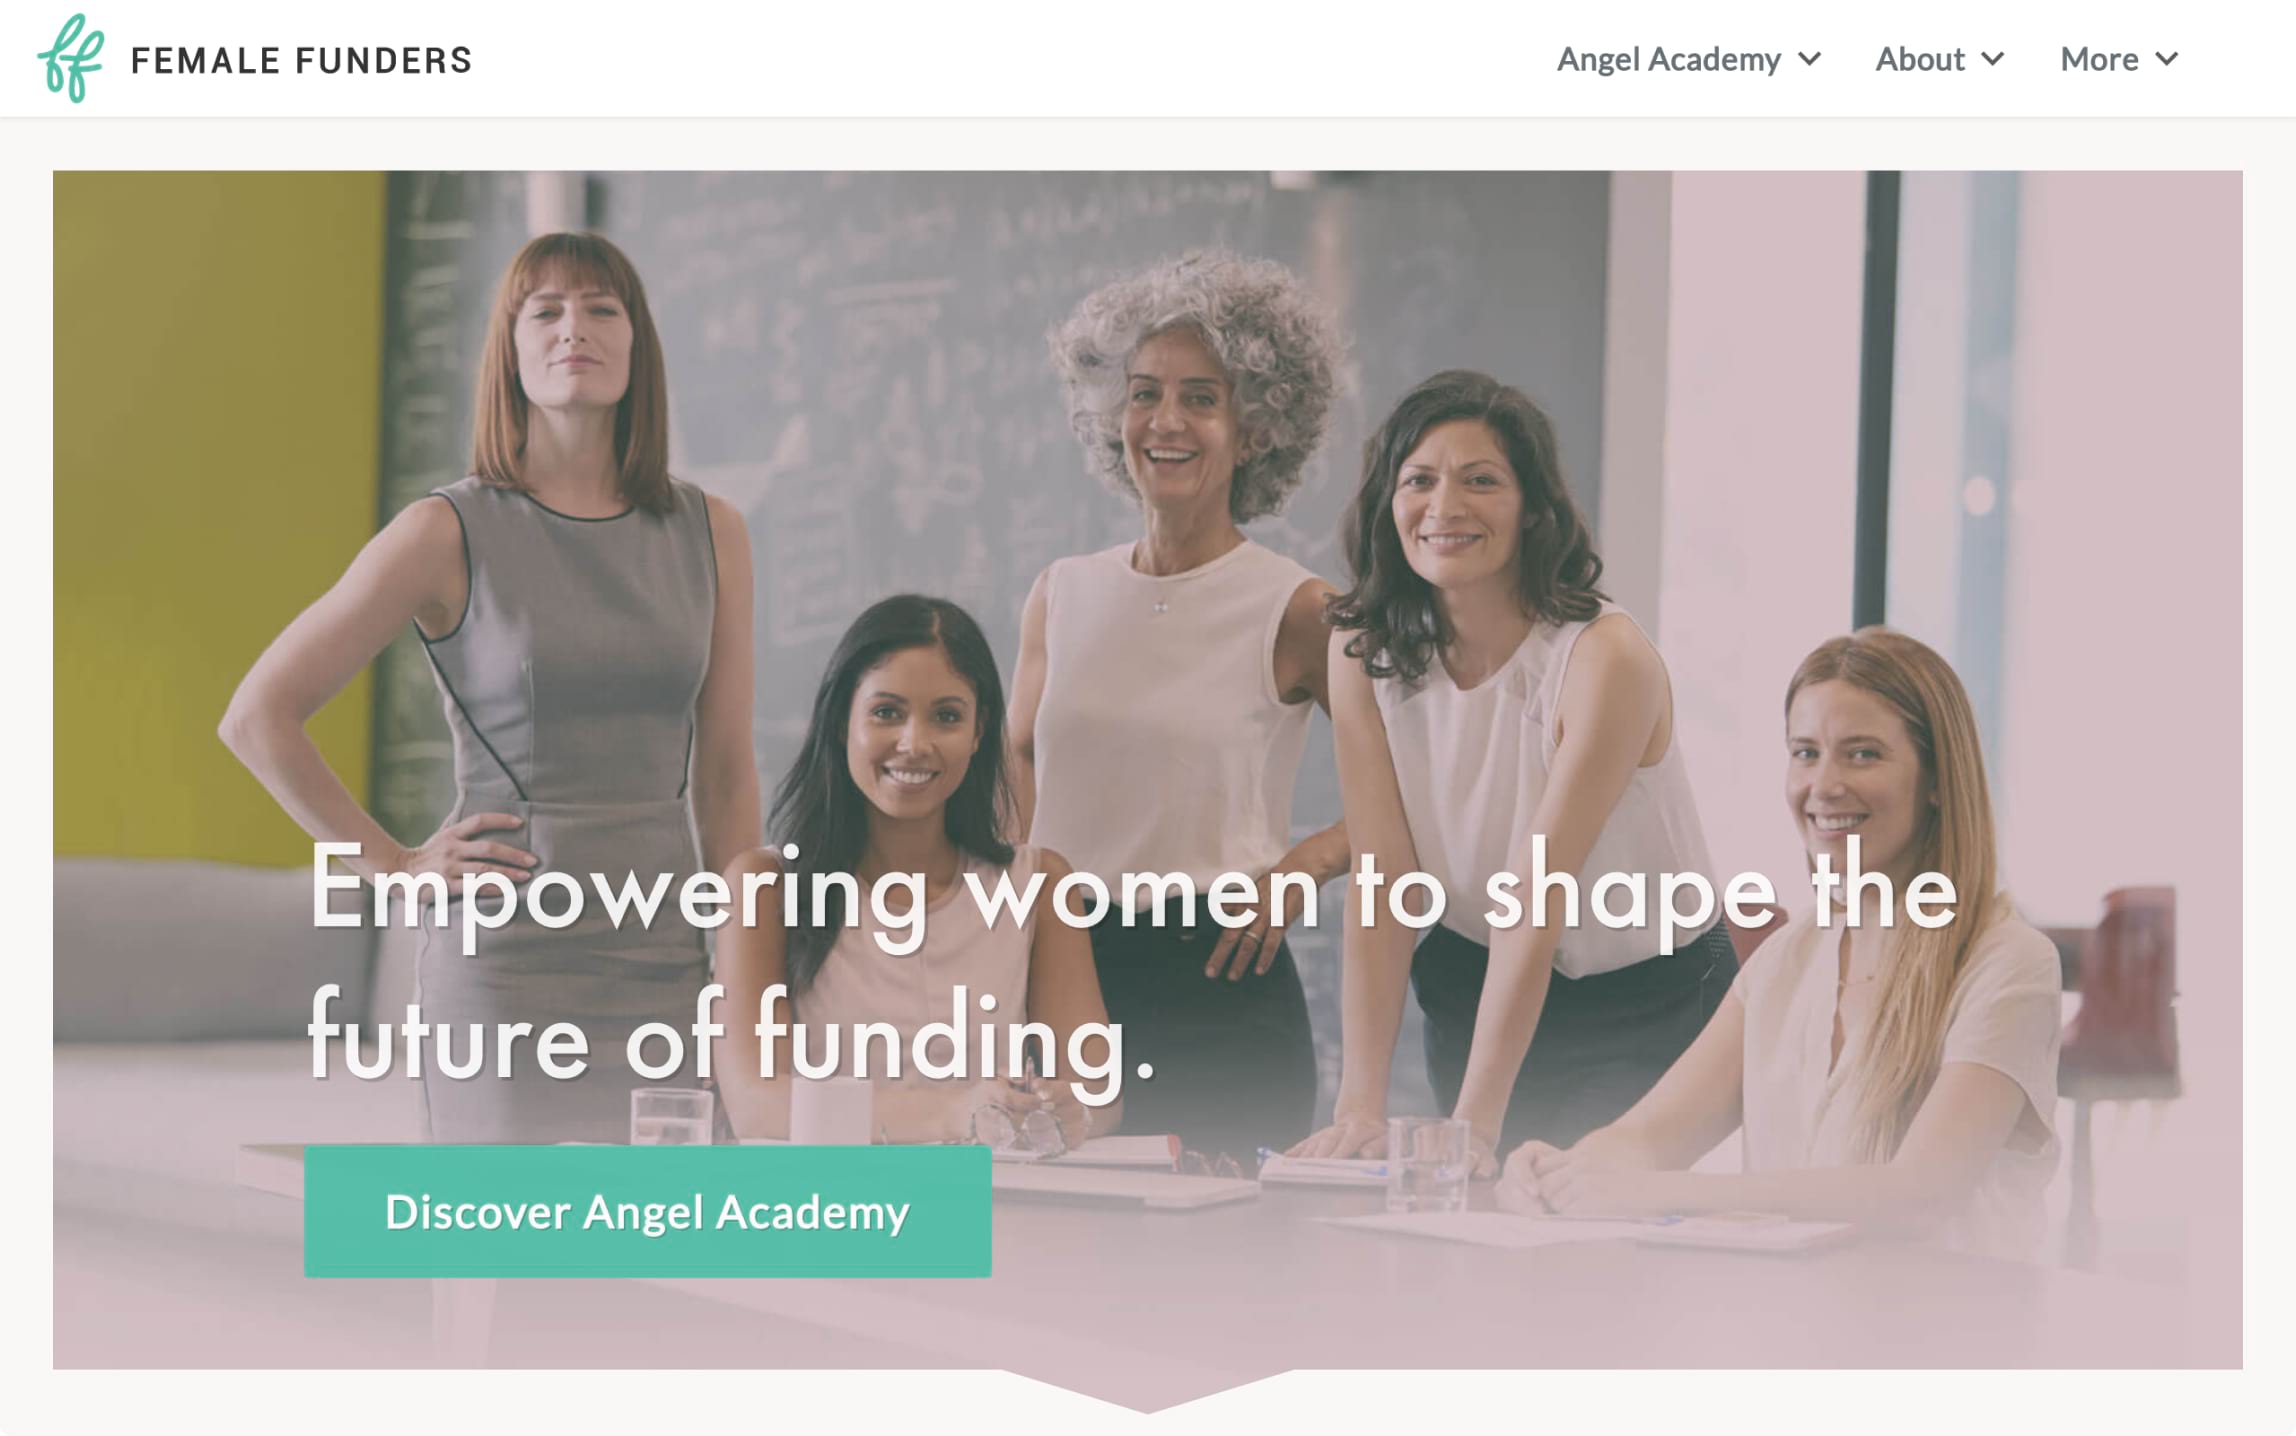 ff FEMALE FUNDERS
Angel Academy About More
Empowering women to shape the
future of funding.
Discover Angel Academy